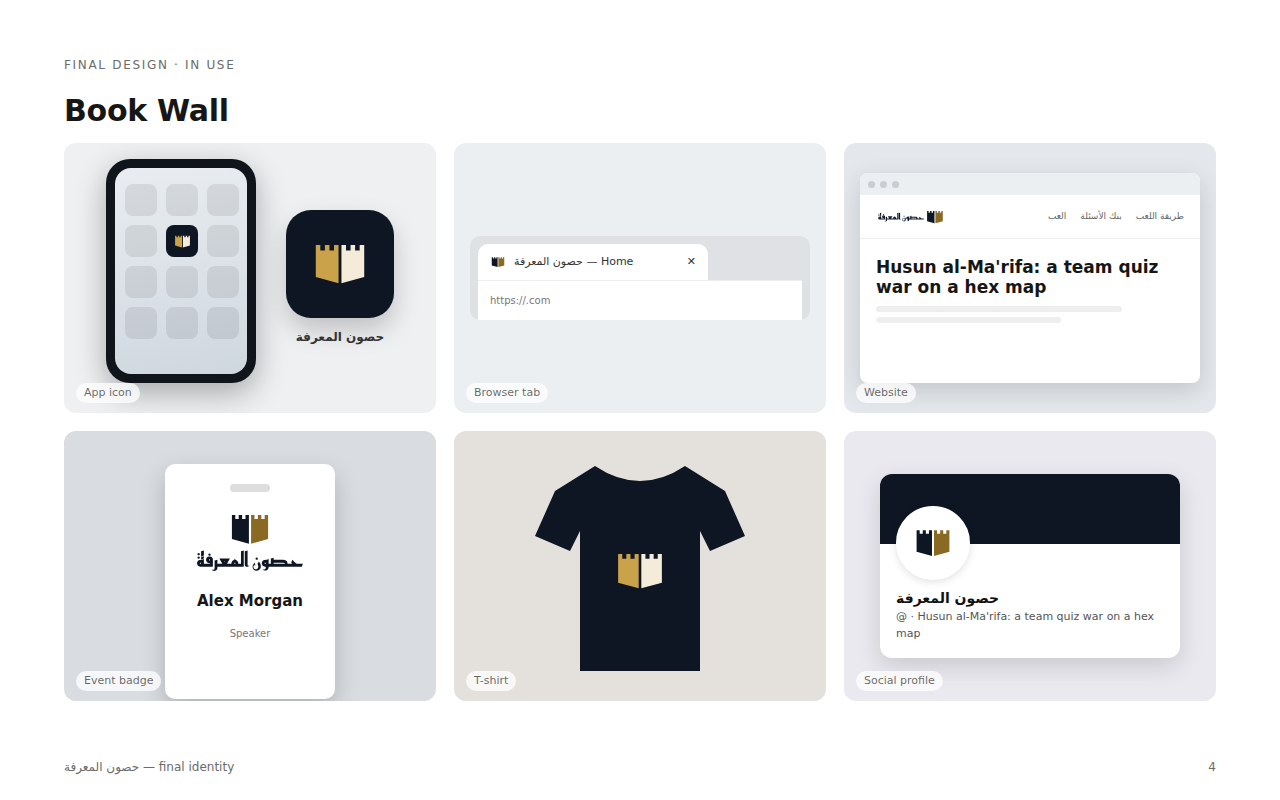 FINAL DESIGN · IN USE
Book Wall
حصون المعرفة
App icon
حصون المعرفة — Home ✕
https://.com
Browser tab
حصون المعرفة
طريقة اللعب بنك الأسئلة العب
Husun al-Ma'rifa: a team quiz
war on a hex map
Website
حصون المعرفة
Alex Morgan
Speaker
Event badge
T-shirt
حصون المعرفة
@ · Husun al-Ma'rifa: a team quiz war on a hex
map
Social profile
حصون المعرفة — final identity
4